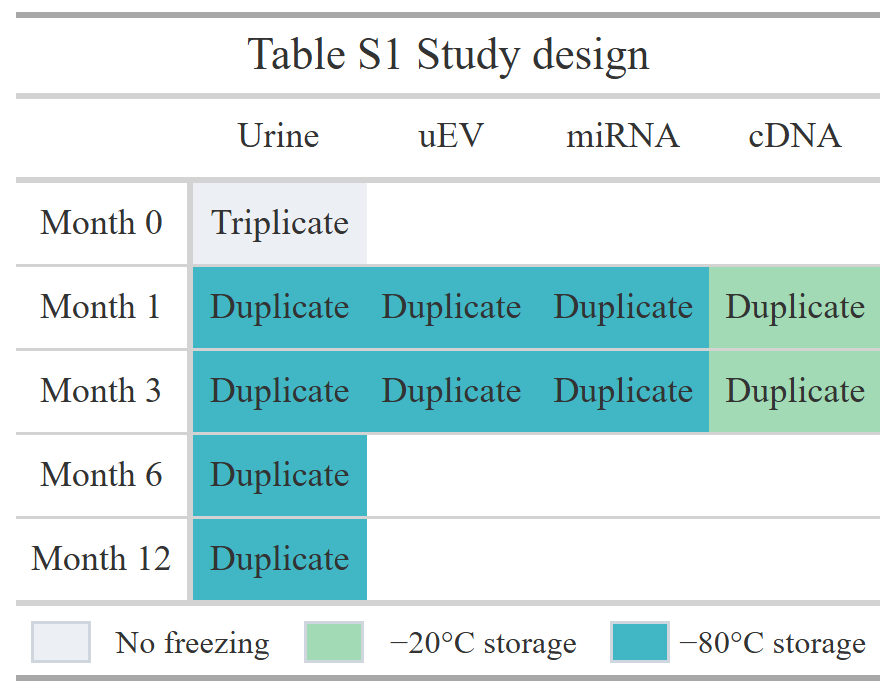 Table S1 Study design
Urine uEV miRNA cDNA
Month 0 Triplicate
Month 1 Duplicate Duplicate Duplicate Duplicate
Month 3 Duplicate Duplicate Duplicate Duplicate
Month 6 Duplicate
Month 12 Duplicate
No freezing −20°C storage −80°C storage